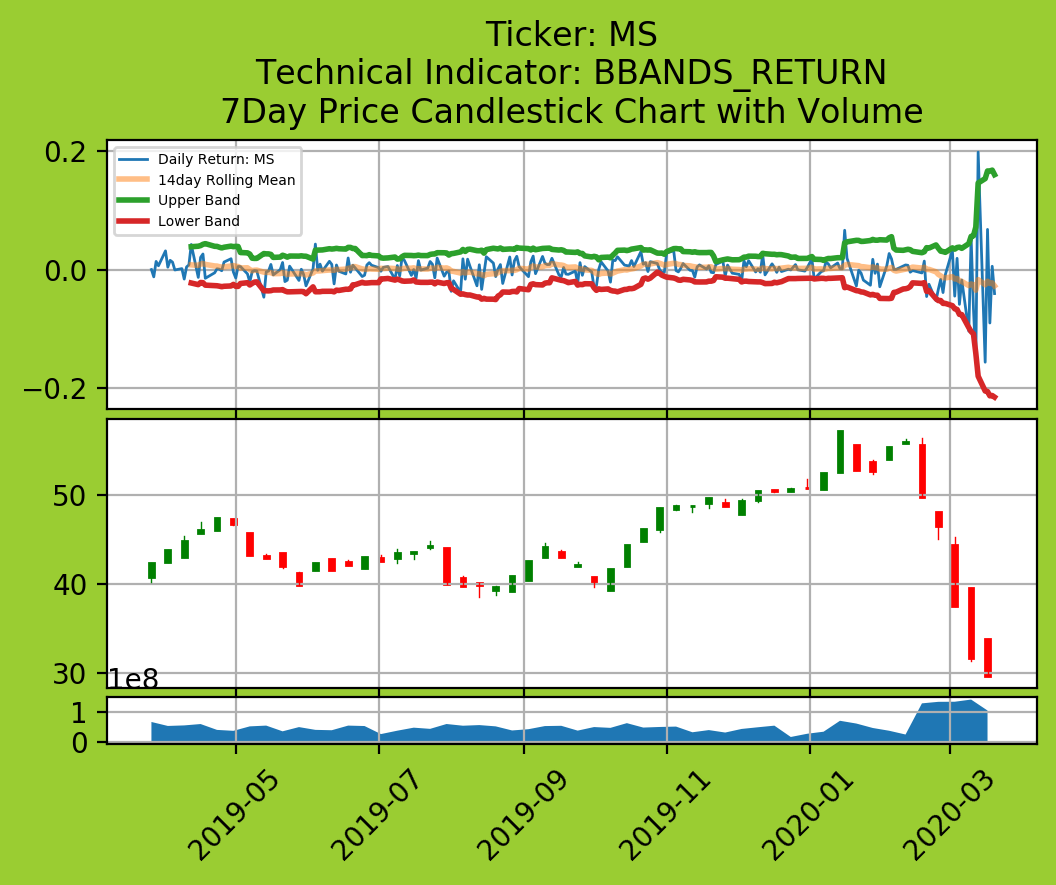 Ticker: MS
Technical Indicator: BBANDS_RETURN
7Day Price Candlestick Chart with Volume
0.2
0.0
−0.2
Daily Return: MS
14day Rolling Mean
Upper Band
Lower Band
50
40
30
1e8
1
0
2019-05
2019-07
2019-09
2019-11
2020-01
2020-03